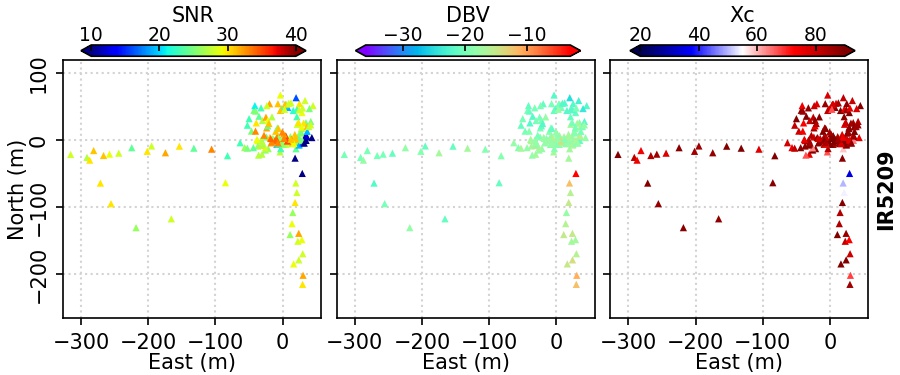 SNR DBV Xc
10 20 30 40 −30 −20 −10 20 40 60 80
100
0
−100
−200
North (m)
−300 −200 −100 0 −300 −200 −100 0 −300 −200 −100 0
East (m) East (m) East (m)
IR5209